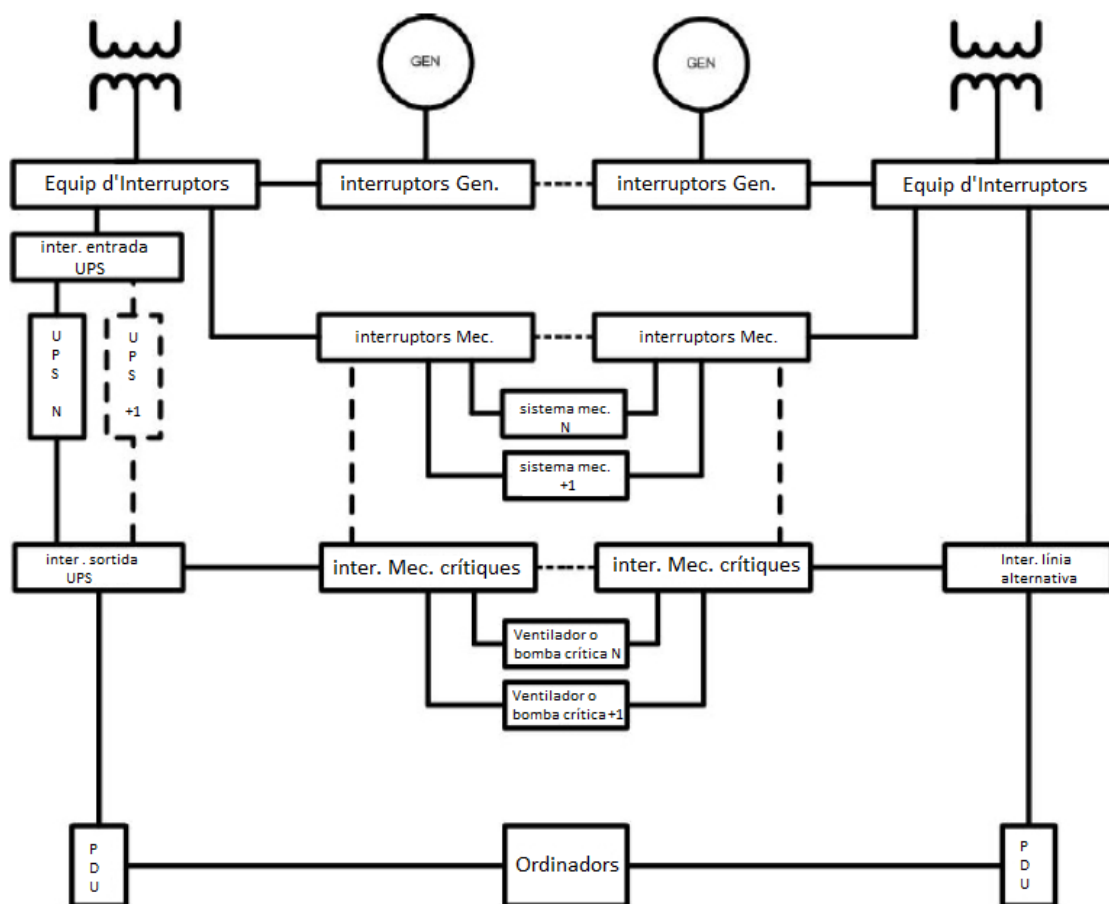 GEN
GEN
Equip d'Interruptors
interruptors Gen.
interruptors Gen.
Equip d'Interruptors
inter. entrada
UPS
U
P
S
N
U
P
S
+1
interruptors Mec.
interruptors Mec.
sistema mec.
N
sistema mec.
+1
inter . sortida
UPS
inter. Mec. crítiques
inter. Mec. crítiques
Inter. línia
alternativa
Ventilador o
bomba crítica N
Ventilador o
bomba crítica +1
P
D
U
Ordinadors
P
D
U